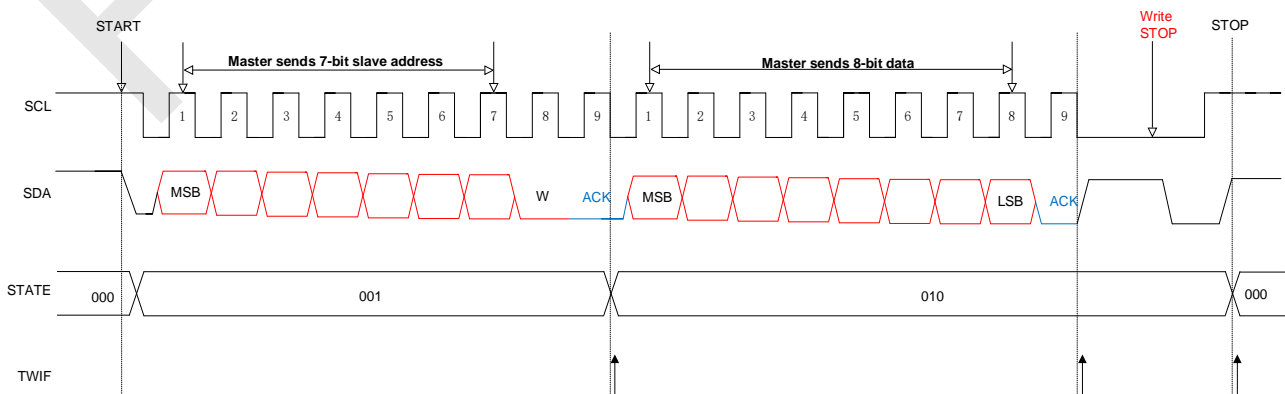 START
Write
STOP
STOP
Master sends 7-bit slave address
Master sends 8-bit data
SCL
1 2 3 4 5 6 7 8 9 1 2 3 4 5 6 7 8 9
SDA
MSB W ACK MSB LSB ACK
STATE
000 001 010 000
TWIF